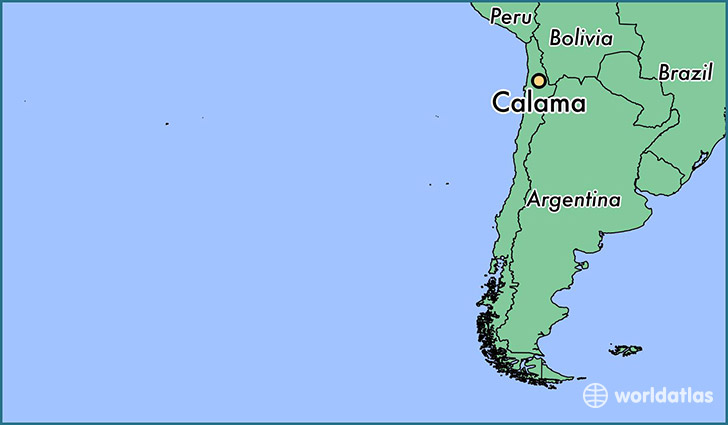 Peru
Bolivia
Brazil
Calama
Argentina
worldatlas